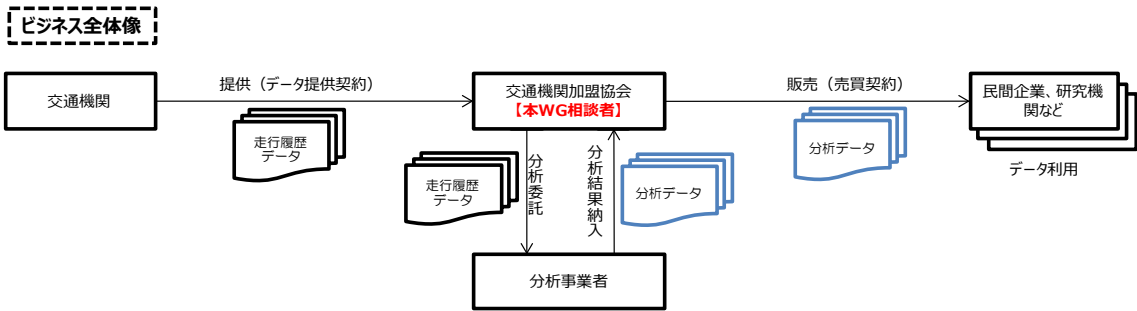 ビジネス全体像
交通機関
提供（データ提供契約）
走行履歴
データ
交通機関加盟協会
【本WG相談者】
販売（売買契約）
分析データ
民間企業、研究機
関など
データ利用
走行履歴
データ
分析委託
分析結果納入
分析データ
分析事業者